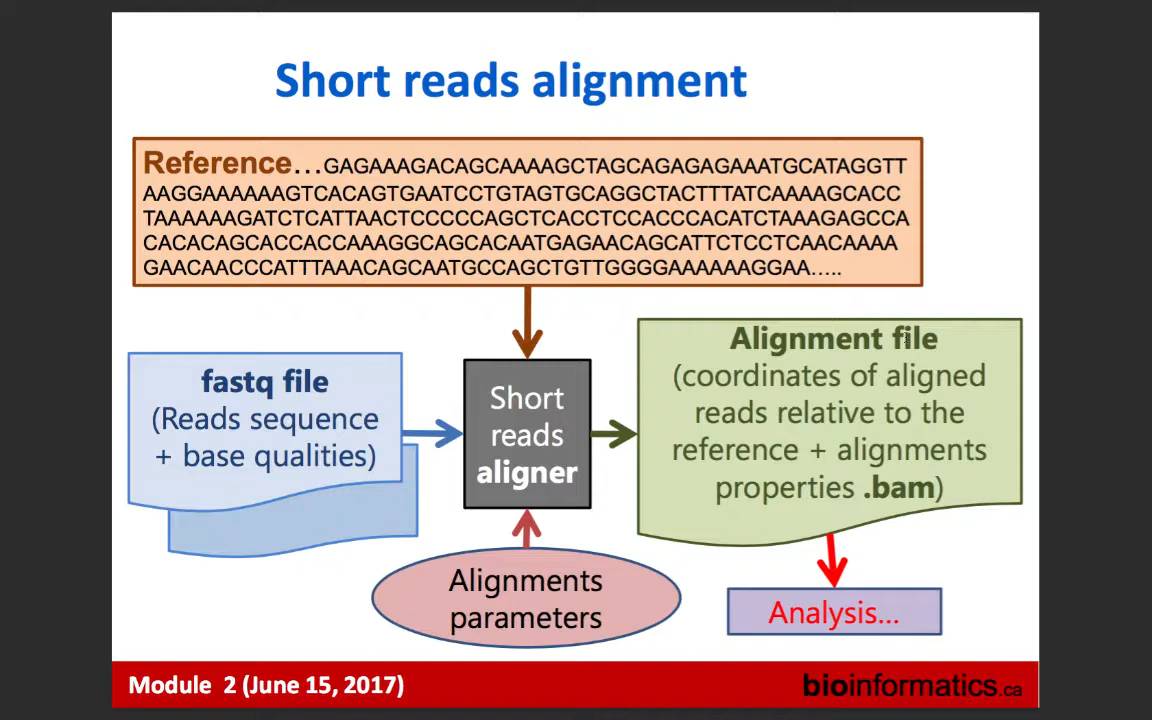 Short reads alignment
Reference...GAGAAAGACAGCAAAAGCTAGCAGAGAGAAATGCATAGGTT
AAGGAAAAAAGTCACAGTGAATCCTGTAGTGCAGGCTACTTTATCAAAAGCACC
TAAAAAAGATCTCATTAACTCCCCCAGCTCACCTCCACCCACATCTAAAGAGCCA
CACACAGCACCACCAAAGGCAGCACAATGAGAACAGCATTCTCCTCAACAAAA
GAACAACCCATTTAAACAGCAATGCCAGCTGTTGGGGAAAAAAGGAA.....
fastq file
(Reads sequence
+ base qualities)
Short
reads
aligner
Alignment file
(coordinates of aligned
reads relative to the
reference + alignments
properties .bam)
Alignments
parameters
Analysis...
Module 2 (June 15, 2017)
bioinformatics.ca